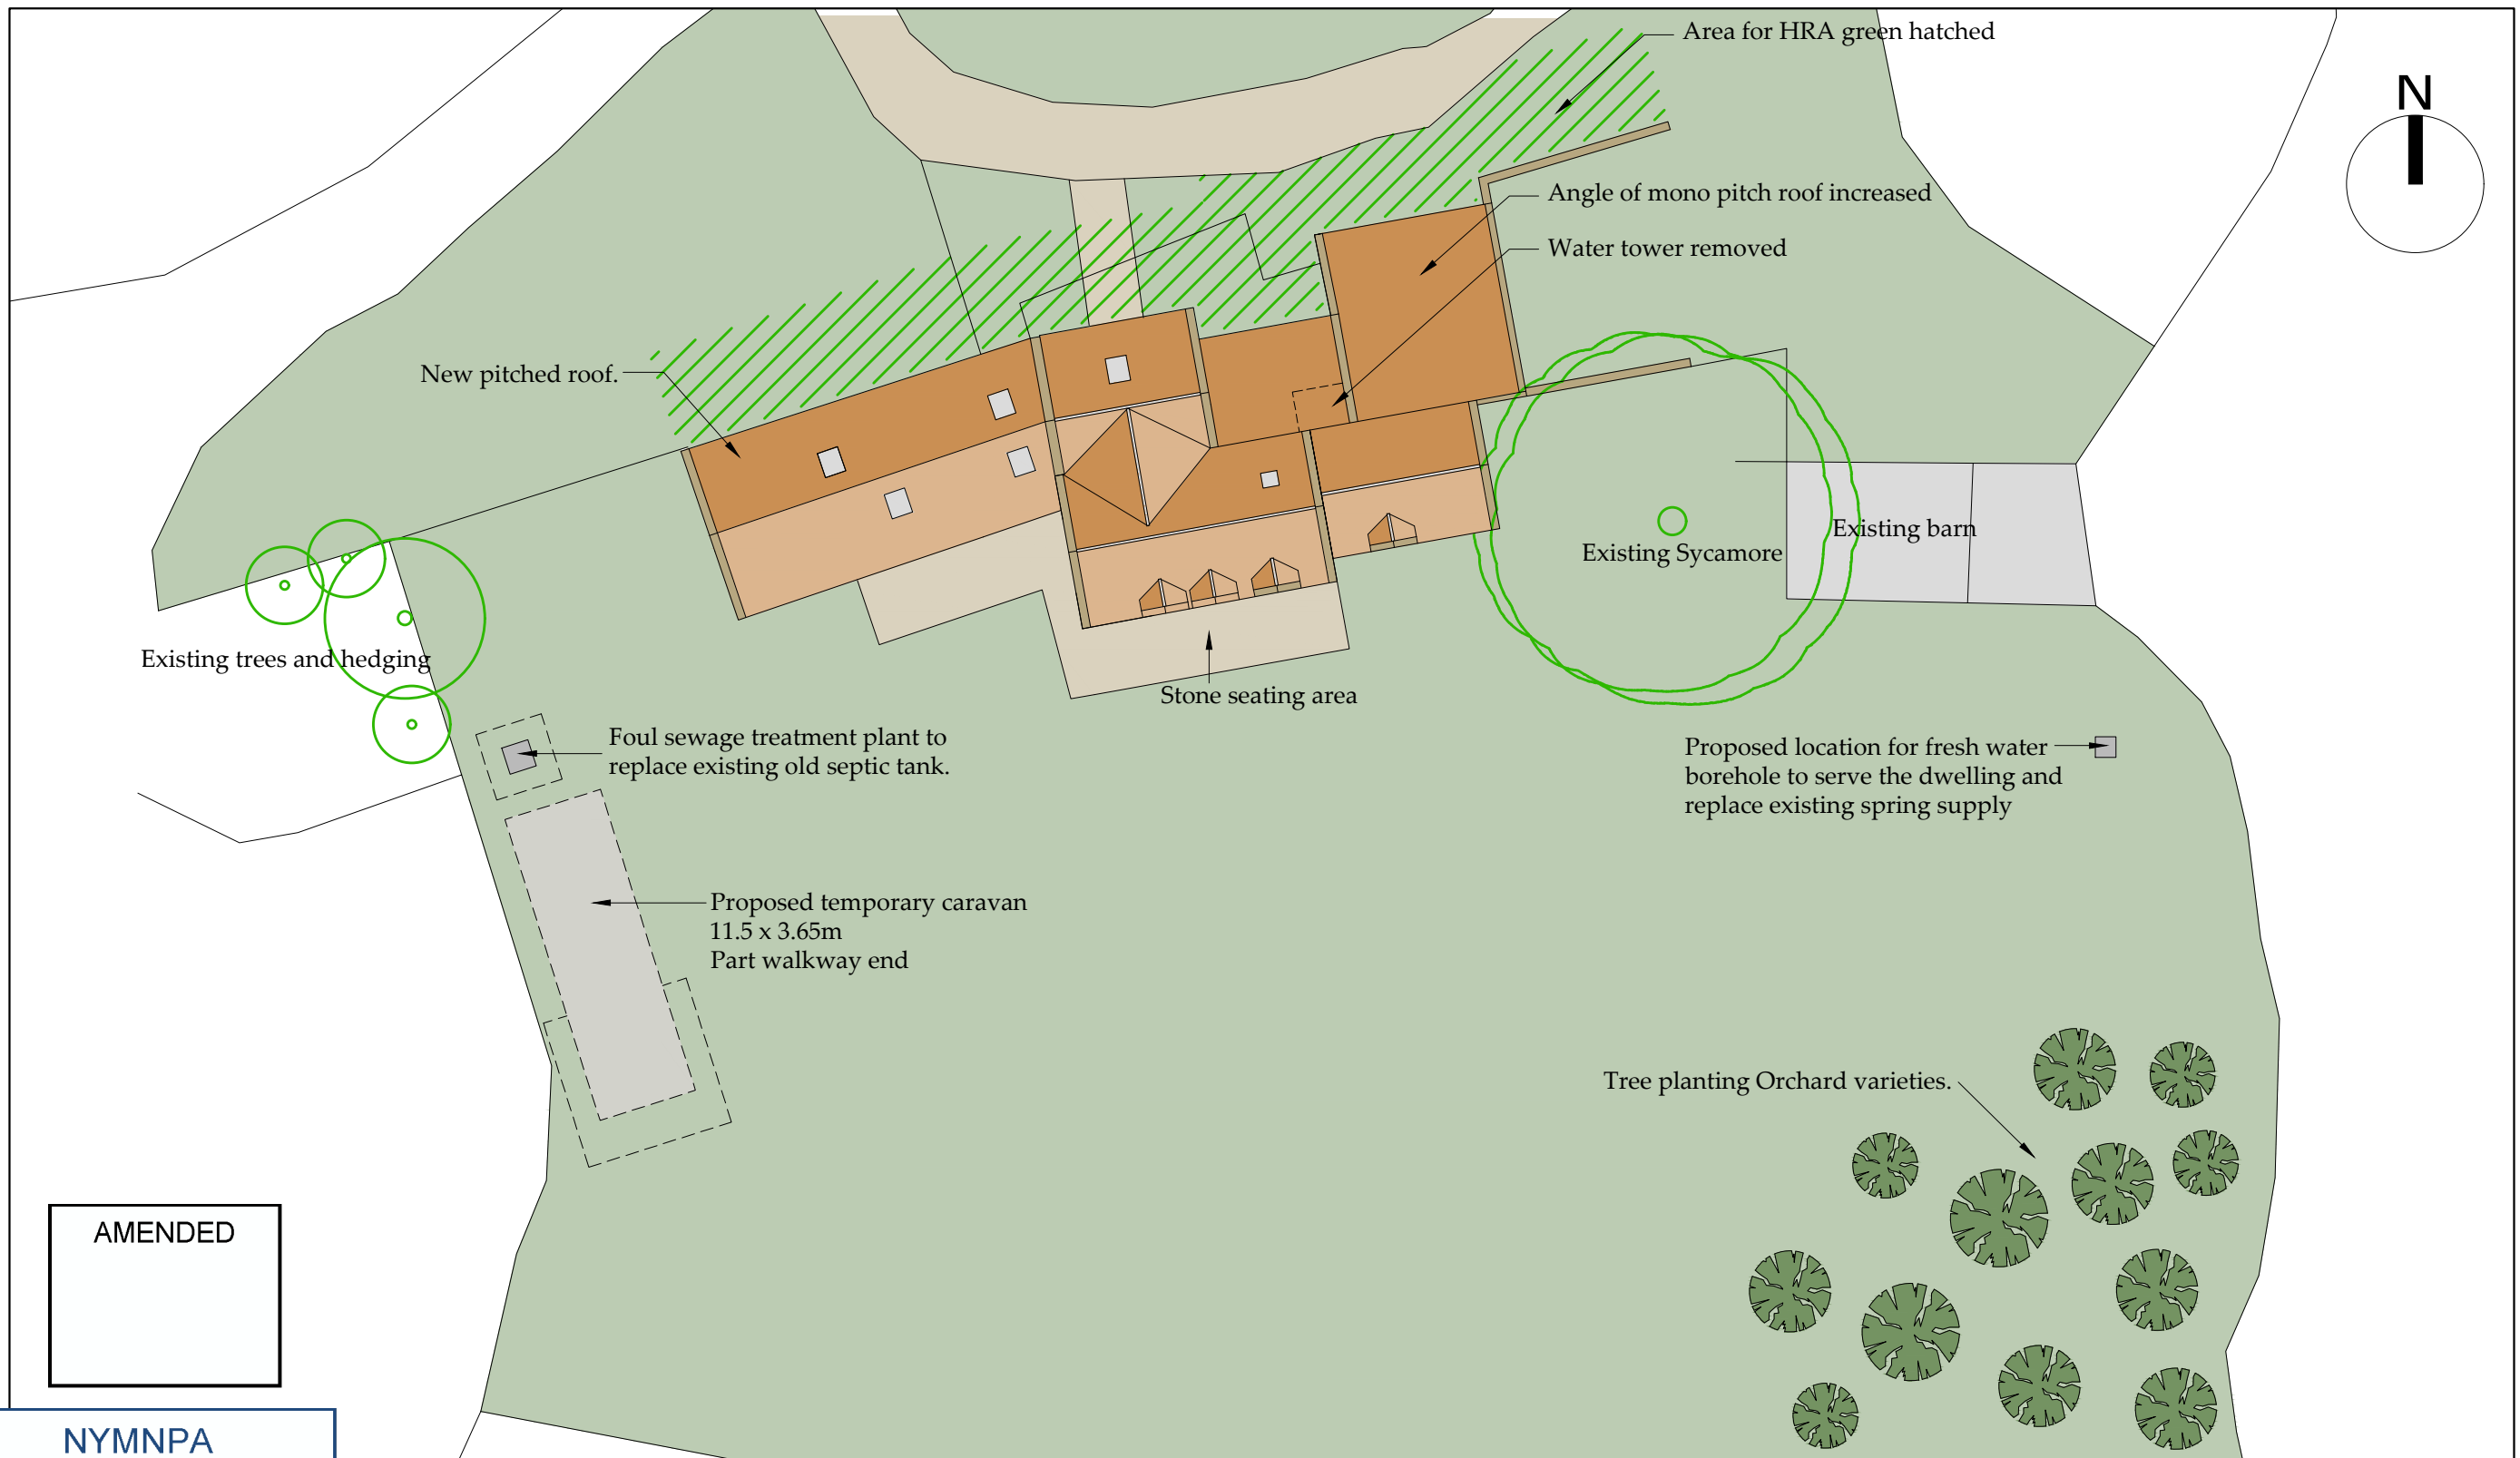 Area for HRA green hatched
N
Angle of mono pitch roof increased
Water tower removed
New pitched roof.
Existing barn
Existing Sycamore
Existing trees and hedging
Stone seating area
Foul sewage treatment plant to
replace existing old septic tank.
Proposed location for fresh water
borehole to serve the dwelling and
replace existing spring supply
Proposed temporary caravan
11.5 x 3.65m
Part walkway end
Tree planting Orchard varieties.
AMENDED
NYMNPA